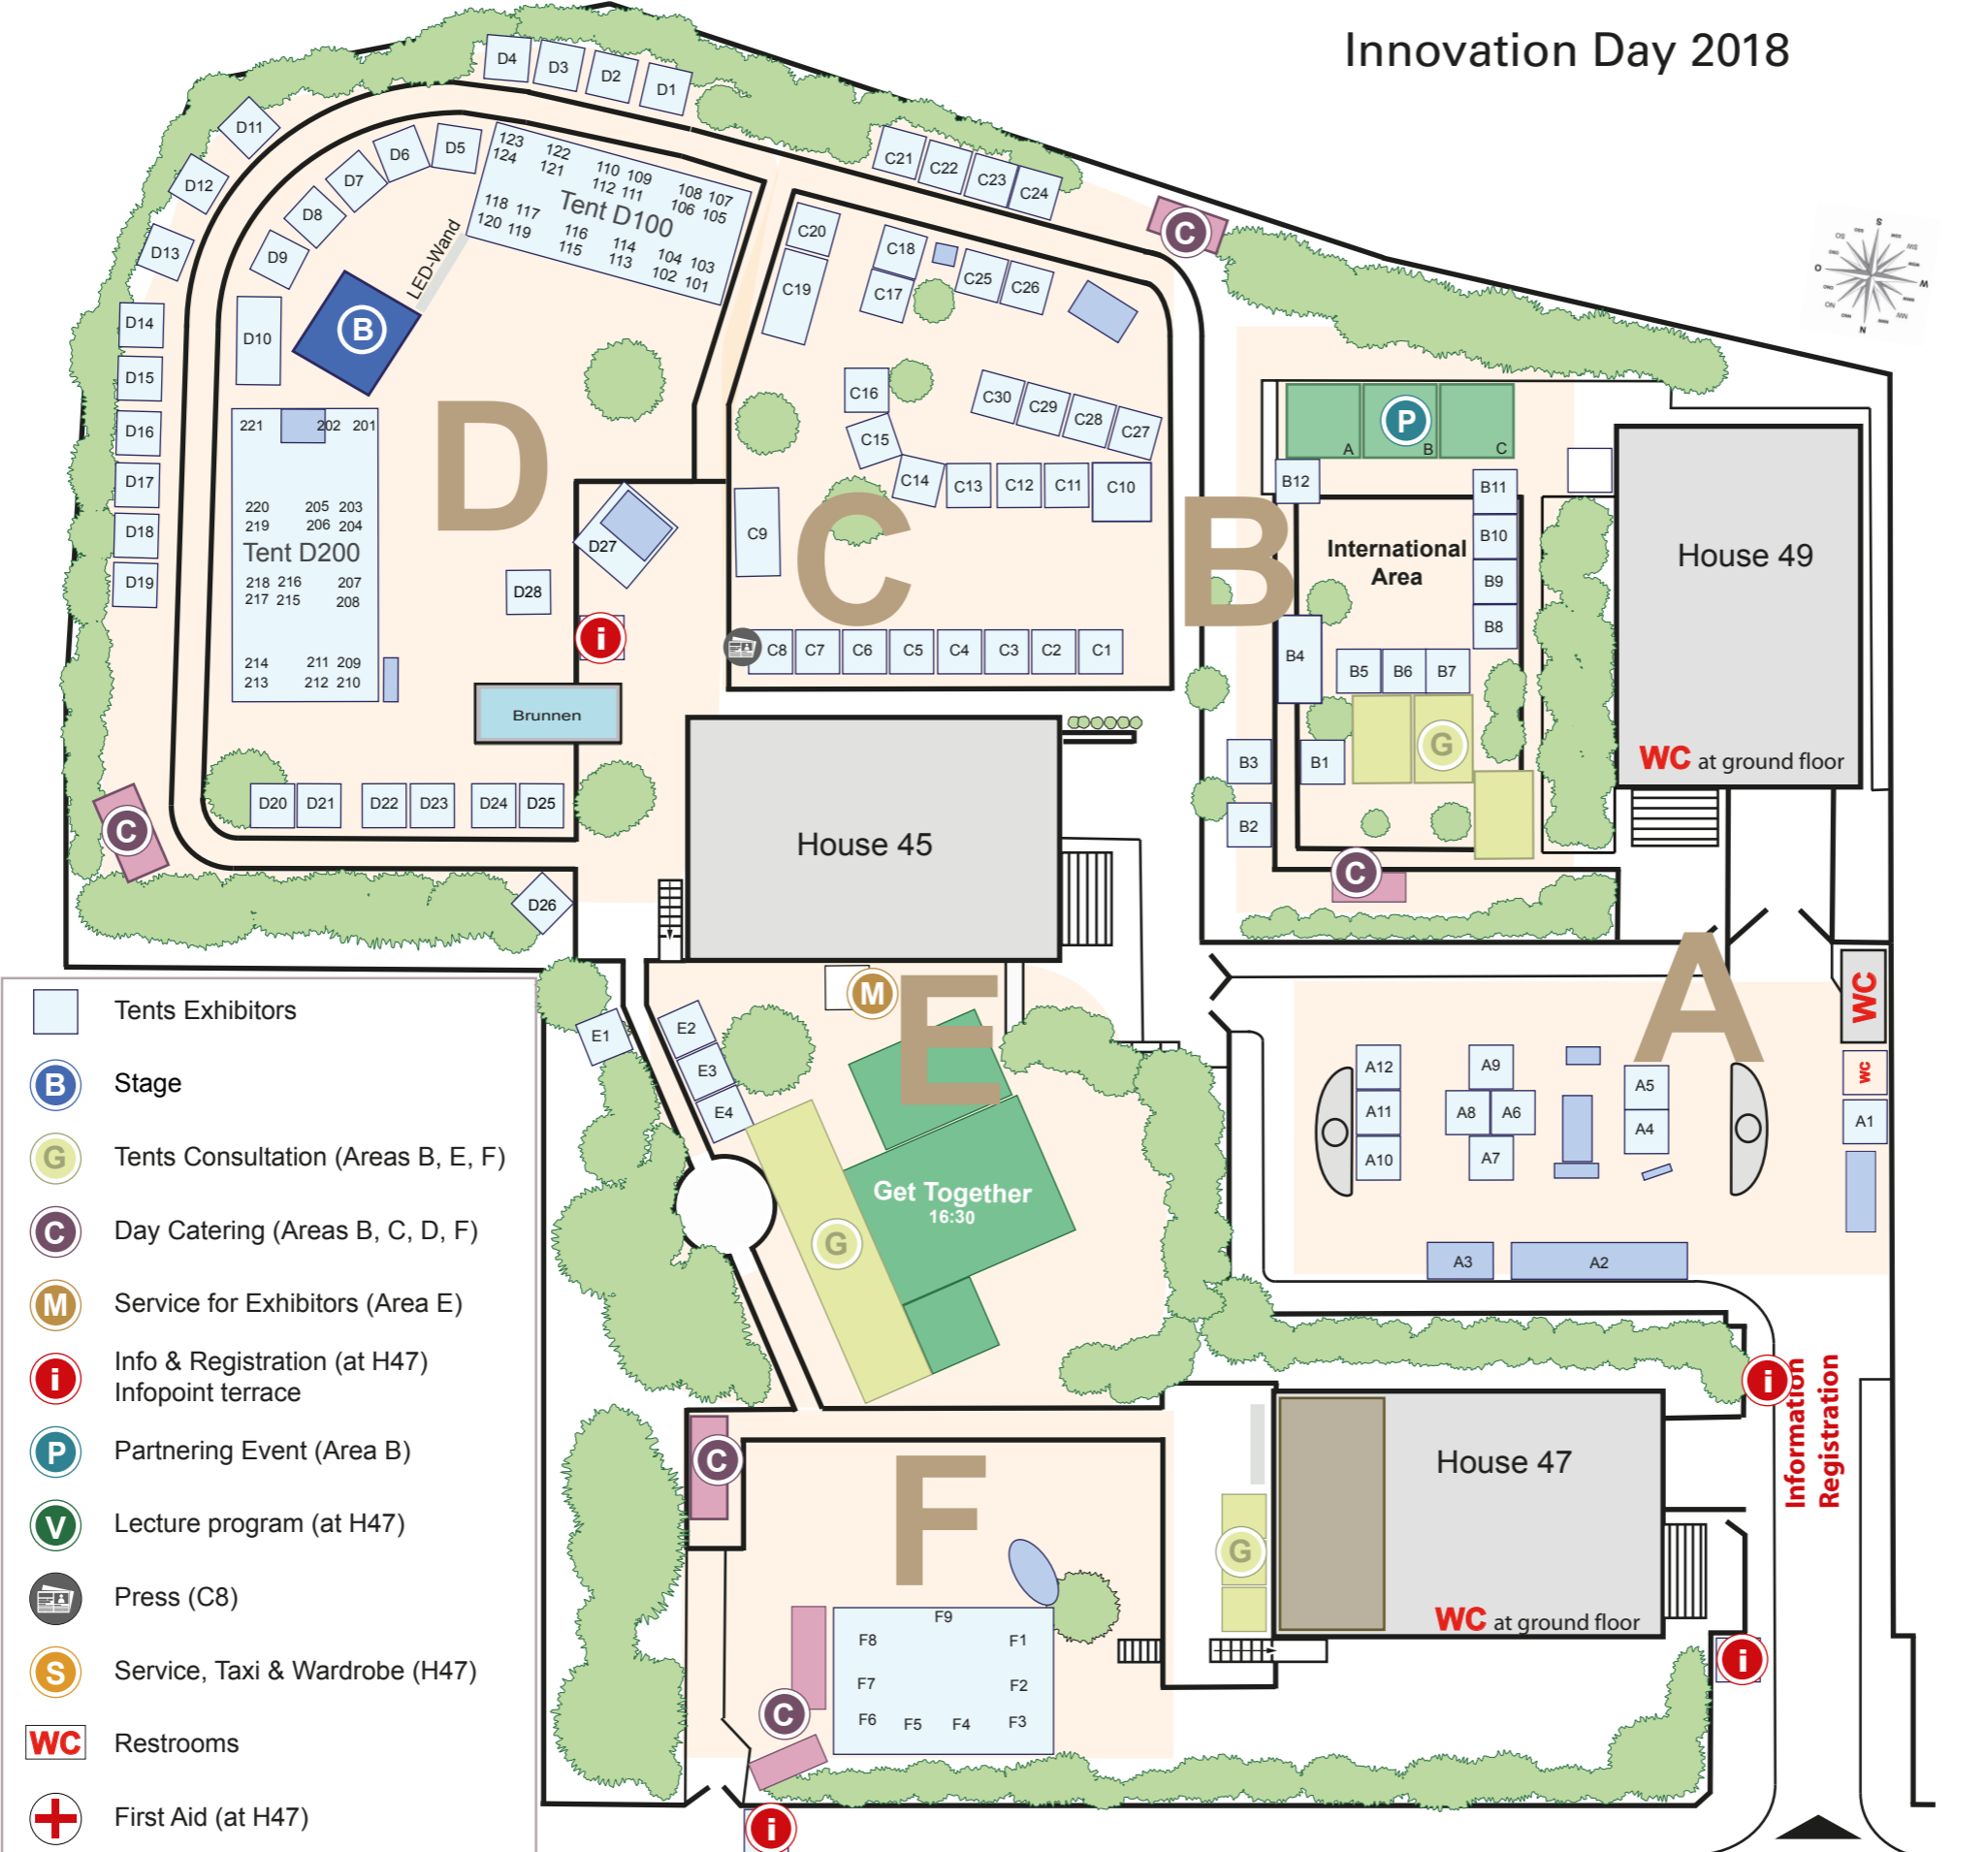 Innovation Day 2018
D4 D3 D2 D1
D11
D12
D13
D14
D15
D16
D17
D18
D19
D5
D6
D7
D8
D9
D10
LED-Wand
B
123 122
124 121
110 109
112 111
108 107
106 105
Tent D100
118 117
120 119
116 114
115 113
104 103
102 101
D
221 202 201
220 205 203
219 206 204
Tent D200
218 216 207
217 215 208
214 211 209
213 212 210
D27
D28
i
Brunnen
D20 D21 D22 D23 D24 D25
D26
C
C21 C22 C23 C24
C
C20
C19
C18
C17
C25 C26
C16
C15
C14 C13 C12 C11 C10
C30 C29 C28 C27
C9
C
C8 C7 C6 C5 C4 C3 C2 C1
S
W
N
O
P
A B C
B12
B11
B10
B9
B8
B
International
Area
B4
B5 B6 B7
G
B3
B1
B2
C
House 49
WC at ground floor
House 45
A
WC
WC
A12
A11
A10
A9
A8 A6
A7
A5
A4
A1
A3
A2
M
E
E1
E2
E3
E4
Get Together
16:30
G
i
Information
Registration
House 47
WC at ground floor
G
i
C
F
F9
F8 F1
F7 F2
F6 F5 F4 F3
C
i
Tents Exhibitors
B Stage
G Tents Consultation (Areas B, E, F)
C Day Catering (Areas B, C, D, F)
M Service for Exhibitors (Area E)
i Info & Registration (at H47)
Infopoint terrace
P Partnering Event (Area B)
V Lecture program (at H47)
Press (C8)
S Service, Taxi & Wardrobe (H47)
WC Restrooms
First Aid (at H47)